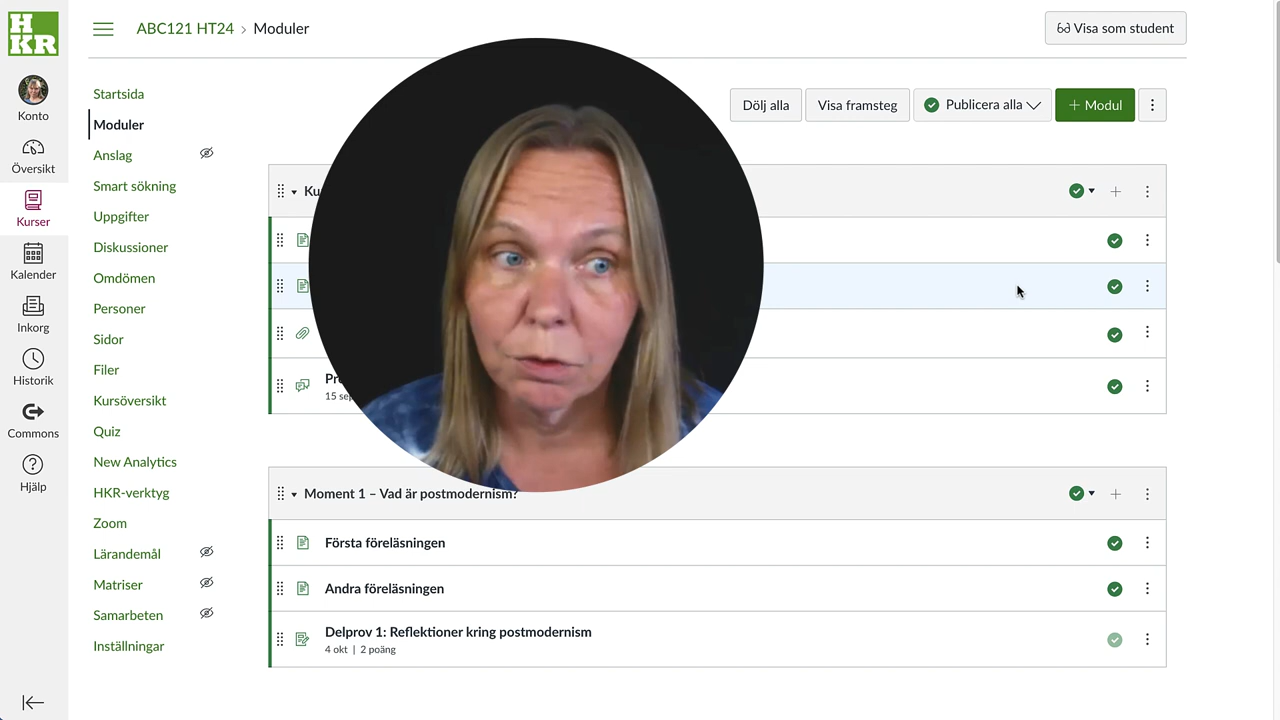 HKR
ABC121 HT24 › Moduler
Visa som student
Konto
Översikt
Kurser
Kalender
Inkorg
Historik
Commons
Hjälp
Startsida
Moduler
Anslag
Smart sökning
Uppgifter
Diskussioner
Omdömen
Personer
Sidor
Filer
Kursöversikt
Quiz
New Analytics
HKR-verktyg
Zoom
Lärandemål
Matriser
Samarbeten
Inställningar
Dölj alla
Visa framsteg
Publicera alla
+ Modul
15
Moment 1 – Vad är postmodernism?
Första föreläsningen
Andra föreläsningen
Delprov 1: Reflektioner kring postmodernism
4 okt | 2 poäng